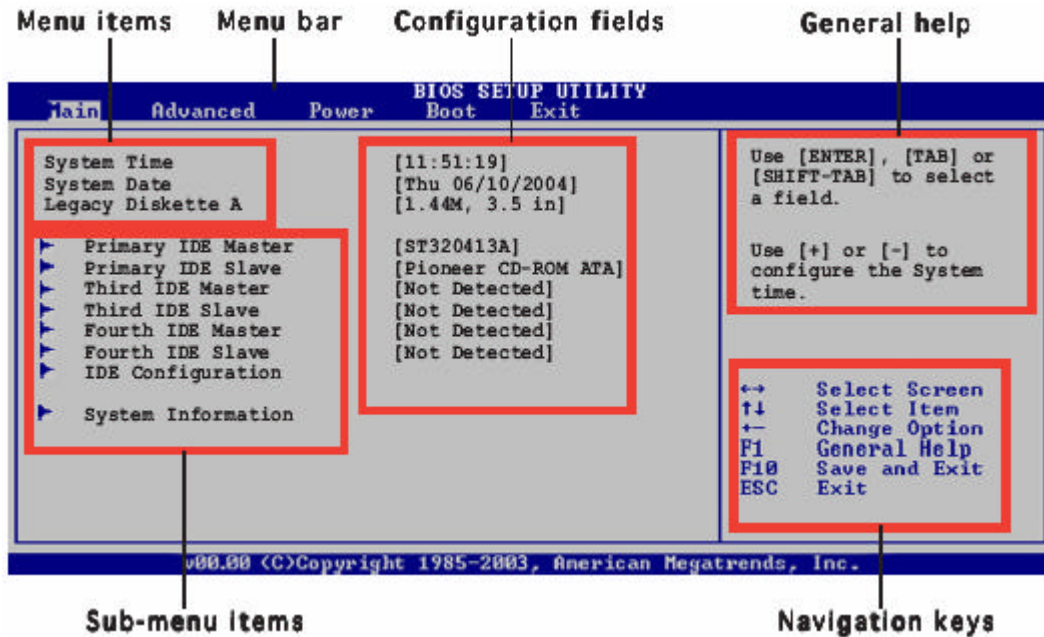 Menu items Menu bar Configuration fields General help
BIOS SETUP UTILITY
Main Advanced Power Boot Exit
System Time [11:51:19]
System Date [Thu 06/10/2004]
Legacy Diskette A [1.44M, 3.5 in]
Primary IDE Master [ST320413A]
Primary IDE Slave [Pioneer CD-ROM ATA]
Third IDE Master [Not Detected]
Third IDE Slave [Not Detected]
Fourth IDE Master [Not Detected]
Fourth IDE Slave [Not Detected]
IDE Configuration
System Information
Use [ENTER], [TAB] or
[SHIFT-TAB] to select
a field.
Use [+] or [-] to
configure the System
time.
←→ Select Screen
↑↓ Select Item
+- Change Option
F1 General Help
F10 Save and Exit
ESC Exit
v00.00 (C)Copyright 1985-2003, American Megatrends, Inc.
Sub-menu items Navigation keys